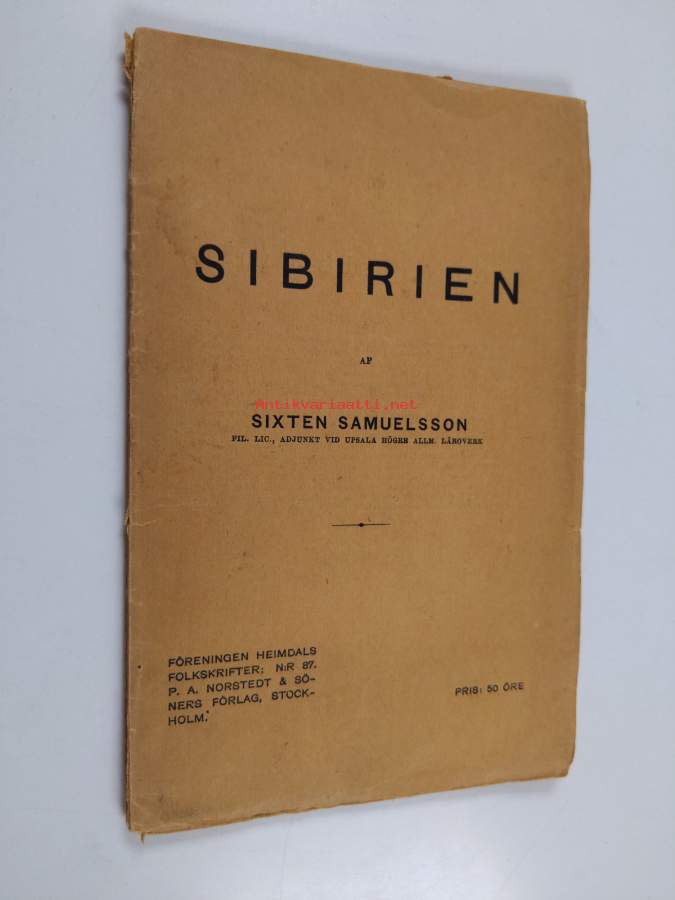 SIBIRIEN
AF
Antikvariaatti.net
SIXTEN SAMUELSSON
FIL. LIC., ADJUNKT VID UPSALA HÖGRE ALLM. LÄROVERK
FÖRENINGEN HEIMDALS
FOLKSKRIFTER; N:R 87.
P. A. NORSTEDT & SÖ-
NERS FÖRLAG, STOCK-
HOLM.
PRIS: 50 ÖRE